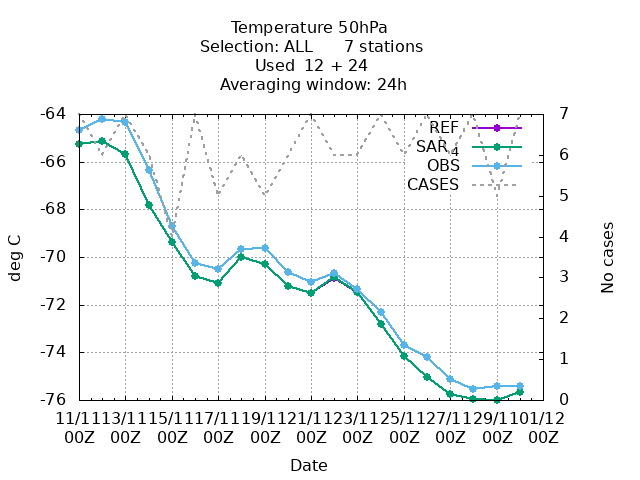 Temperature 50hPa
Selection: ALL 7 stations
Used 12 + 24
Averaging window: 24h
-64
-66
-68
-70
-72
-74
-76
deg C
7
6
5
4
3
2
1
0
No cases
REF
SAR_4
OBS
CASES
11/11 13/11 15/11 17/11 19/11 21/11 23/11 25/11 27/11 29/11 01/12
00Z 00Z 00Z 00Z 00Z 00Z 00Z 00Z 00Z 00Z 00Z
Date